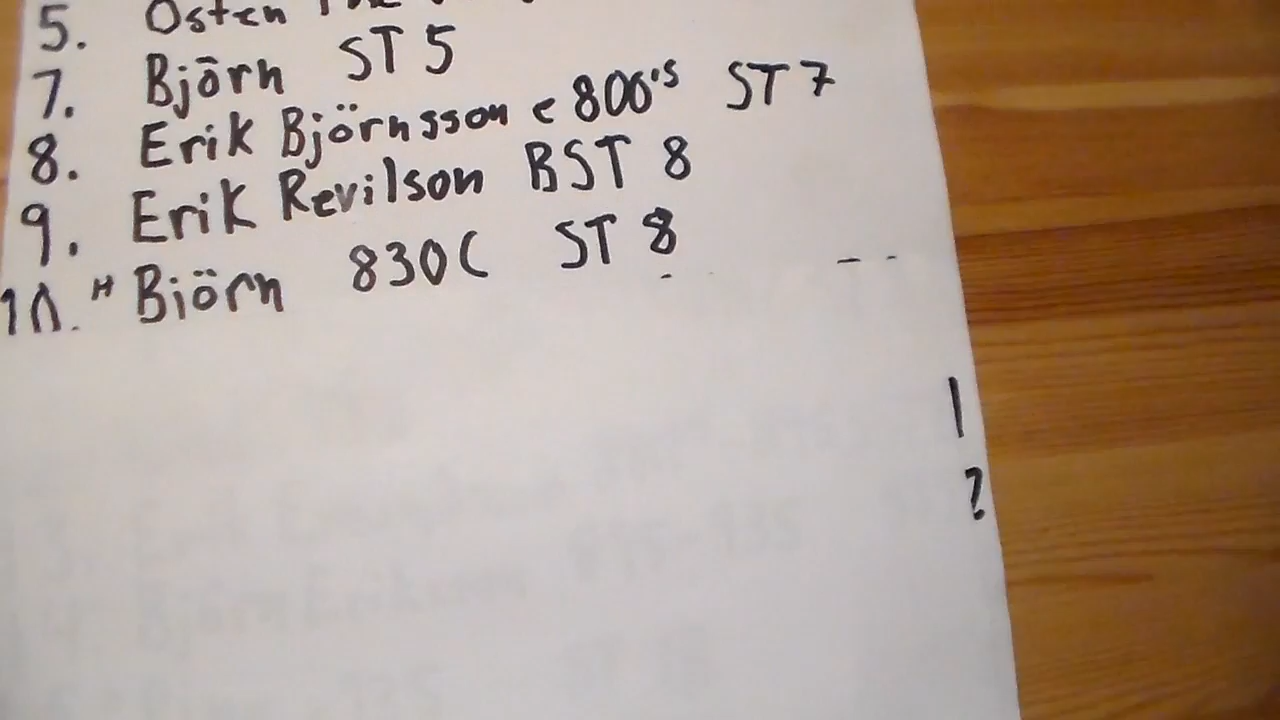 5. Östen
7. Björn ST 5
8. Erik Björnsson c 800's ST 7
9. Erik Revilson BST 8
10. "Björn 830C ST 8
1
2